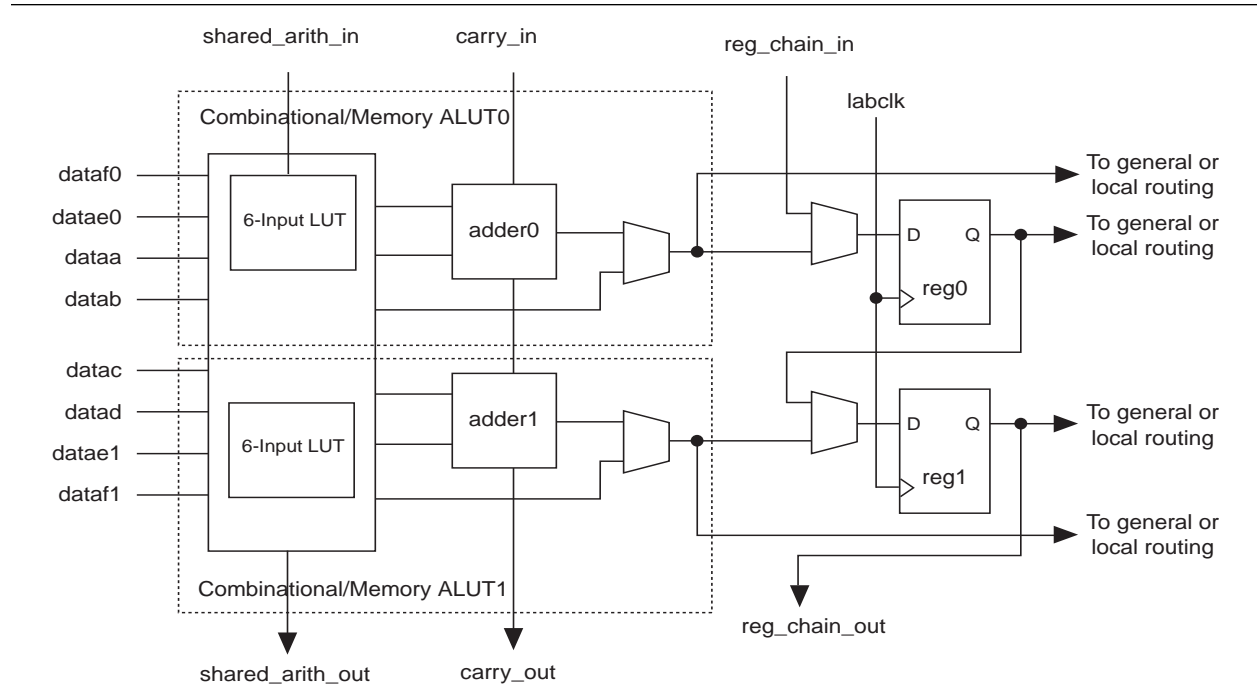 shared_arith_in
carry_in
reg_chain_in
labclk
Combinational/Memory ALUT0
dataf0
datae0
dataa
datab
6-Input LUT
adder0
D Q
reg0
To general or
local routing
To general or
local routing
datac
datad
datae1
dataf1
6-Input LUT
adder1
D Q
reg1
To general or
local routing
To general or
local routing
Combinational/Memory ALUT1
reg_chain_out
shared_arith_out
carry_out